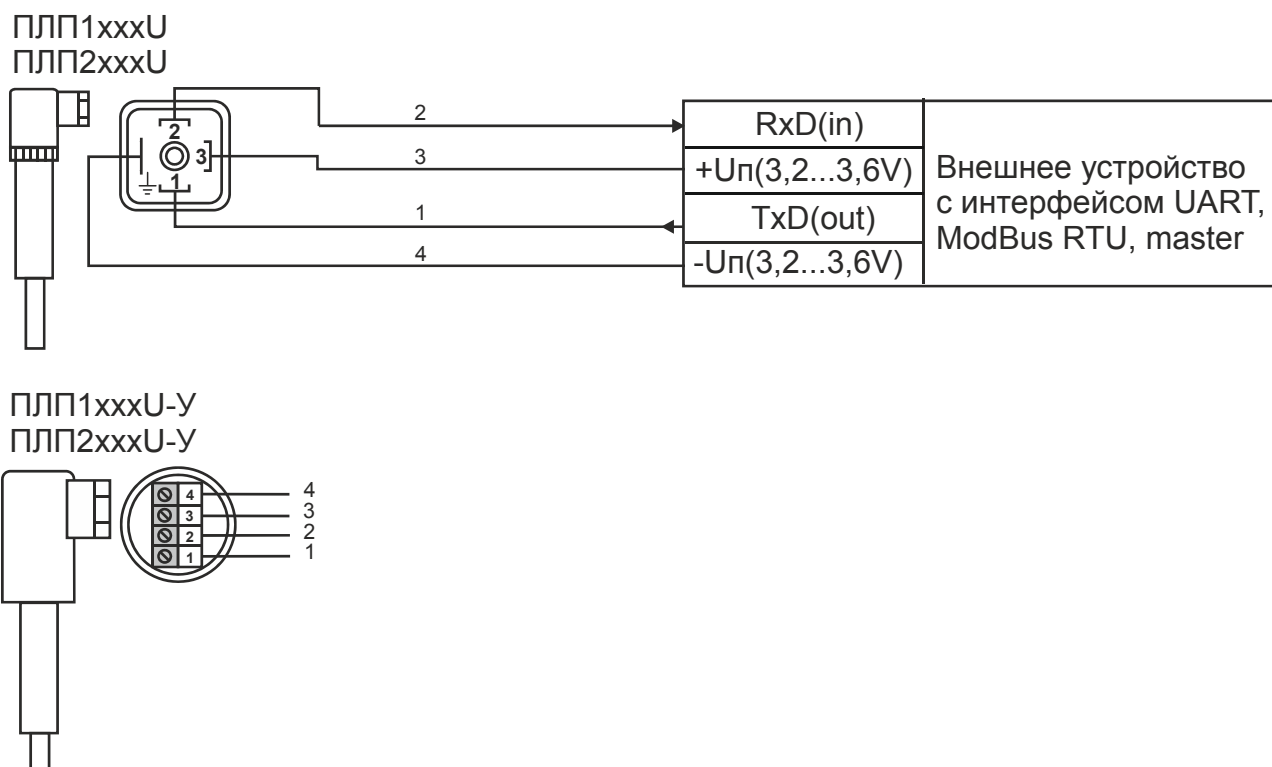 ПЛП1xxxU
ПЛП2xxxU
2
3
1
2
3
1
4
RxD(in)
+Uп(3,2...3,6V)
TxD(out)
-Uп(3,2...3,6V)
Внешнее устройство
с интерфейсом UART,
ModBus RTU, master
ПЛП1xxxU-У
ПЛП2xxxU-У
4 4
3 3
2 2
1 1